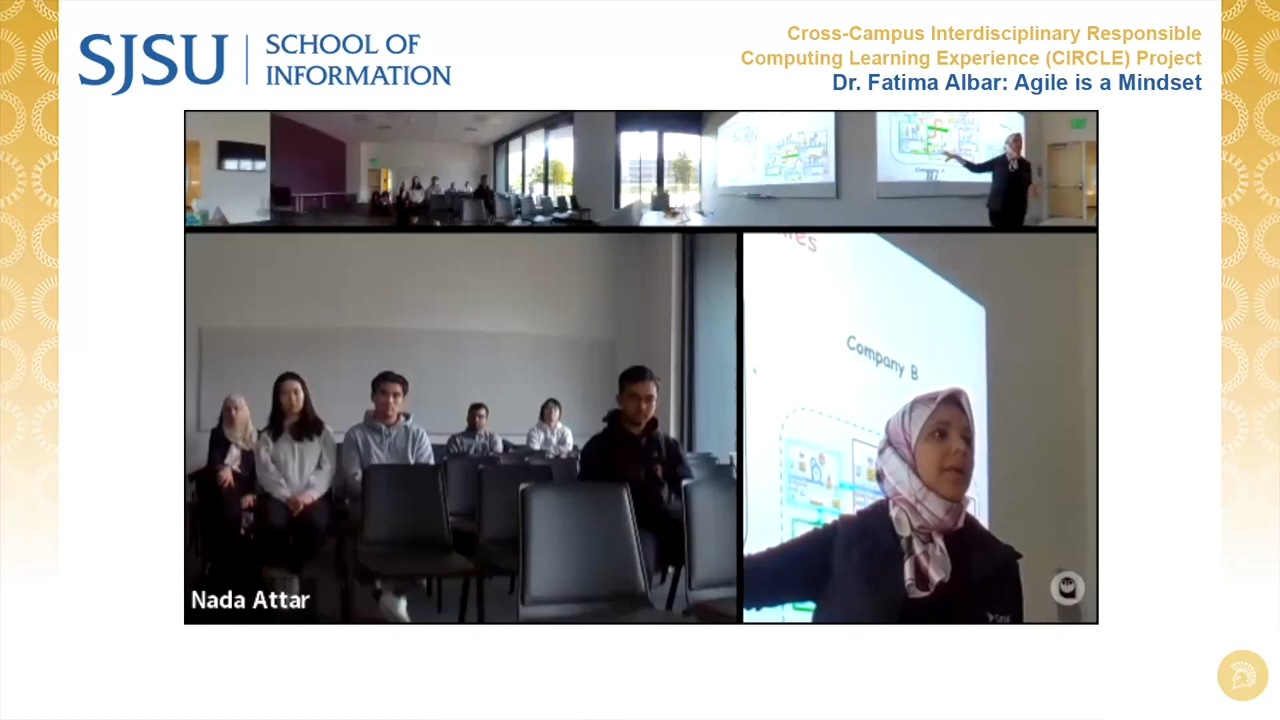 SJSU
SCHOOL OF
INFORMATION
Cross-Campus Interdisciplinary Responsible
Computing Learning Experience (CIRCLE) Project
Dr. Fatima Albar: Agile is a Mindset
Company B
Nada Attar